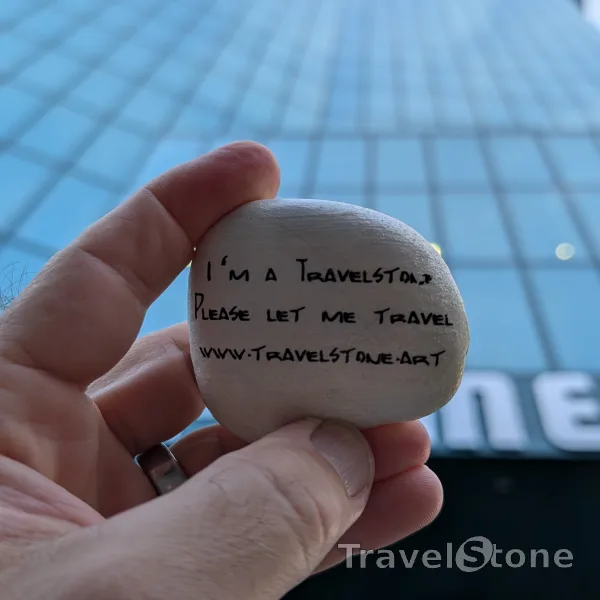 I'm a Travelstone
Please let me travel
www.travelstone.art
ne
TravelStone